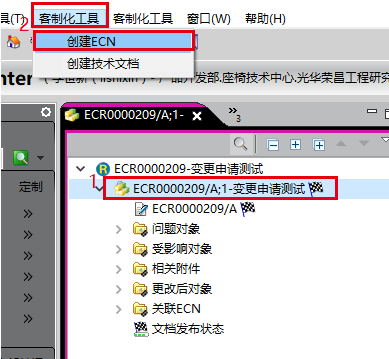 具(T) 客制化工具 客制化工具 窗口(W) 帮助(H)
2
创建ECN
创建技术文档
nter (李世新 ( lishixin ) - 产品开发部.座椅技术中心.光华荣昌工程研究
ECR0000209/A;1-
»3
定制
ECR0000209-变更申请测试
1
ECR0000209/A;1-变更申请测试
ECR0000209/A
问题对象
受影响对象
相关附件
更改后对象
关联ECN
文档发布状态